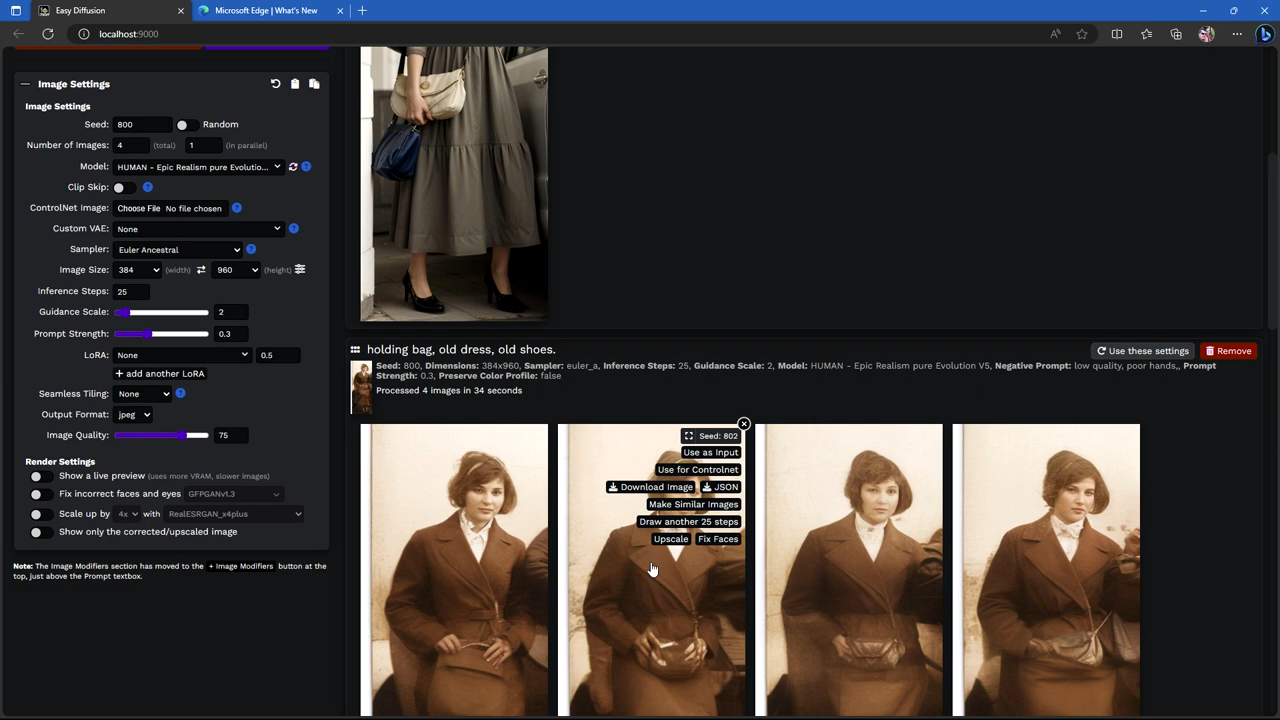 Easy Diffusion
Microsoft Edge | What's New
localhost:9000
Image Settings
Image Settings
Seed: 800 Random
Number of Images: 4 (total) 1 (in parallel)
Model: HUMAN - Epic Realism pure Evolutio...
Clip Skip:
ControlNet Image: Choose File No file chosen
Custom VAE: None
Sampler: Euler Ancestral
Image Size: 384 (width) 960 (height)
Inference Steps: 25
Guidance Scale: 2
Prompt Strength: 0.3
LoRA: None 0.5
+ add another LoRA
Seamless Tiling: None
Output Format: jpeg
Image Quality: 75
Render Settings
Show a live preview (uses more VRAM, slower images)
Fix incorrect faces and eyes GFPGANv1.3
Scale up by 4x with RealESRGAN_x4plus
Show only the corrected/upscaled image
Note: The Image Modifiers section has moved to the + Image Modifiers button at the
top, just above the Prompt textbox.
holding bag, old dress, old shoes.
Use these settings Remove
Seed: 800, Dimensions: 384x960, Sampler: euler_a, Inference Steps: 25, Guidance Scale: 2, Model: HUMAN - Epic Realism pure Evolution V5, Negative Prompt: low quality, poor hands,, Prompt
Strength: 0.3, Preserve Color Profile: false
Processed 4 images in 34 seconds
Seed: 802
Use as Input
Use for Controlnet
Download Image JSON
Make Similar Images
Draw another 25 steps
Upscale Fix Faces